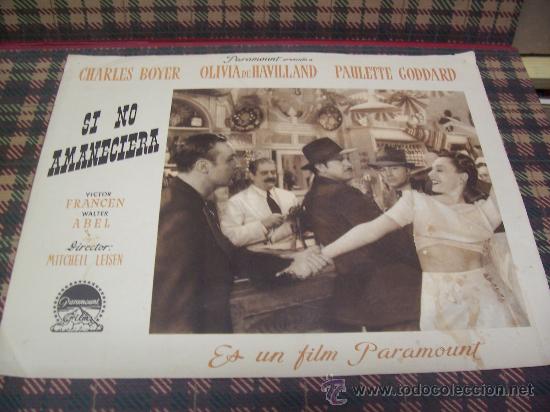 Paramount presenta a
CHARLES BOYER OLIVIA DE HAVILLAND PAULETTE GODDARD
SI NO
AMANECIERA
VICTOR
FRANCEN
WALTER
ABEL
Director:
MITCHELL LEISEN
Paramount
Films
Es un film Paramount
www.todocoleccion.net